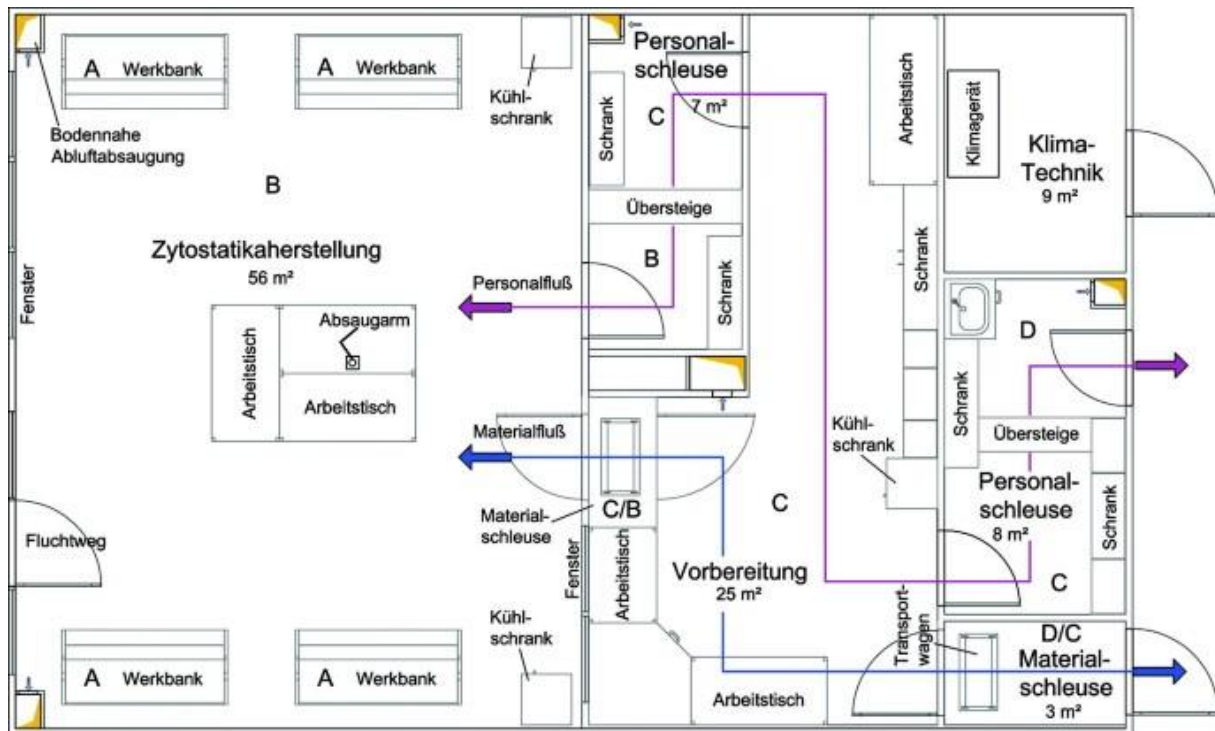 A Werkbank
A Werkbank
Kühl-
schrank
Bodennahe
Abluftabsaugung
B
Zytostatikaherstellung
56 m²
Fenster
Personalfluß
Absaugarm
Arbeitstisch
Arbeitstisch
Materialfluß
Material-
schleuse
Fluchtweg
Kühl-
schrank
A Werkbank
A Werkbank
Personal-
schleuse
7 m²
C
Schrank
Übersteige
B
Schrank
C/B
Arbeitstisch
Fenster
Vorbereitung
25 m²
C
Arbeitstisch
Arbeitstisch
Schrank
Kühl-
schrank
Transport-
wagen
Klimagerät
Klima-
Technik
9 m²
D
Schrank
Übersteige
Personal-
schleuse
8 m²
Schrank
C
D/C
Material-
schleuse
3 m²